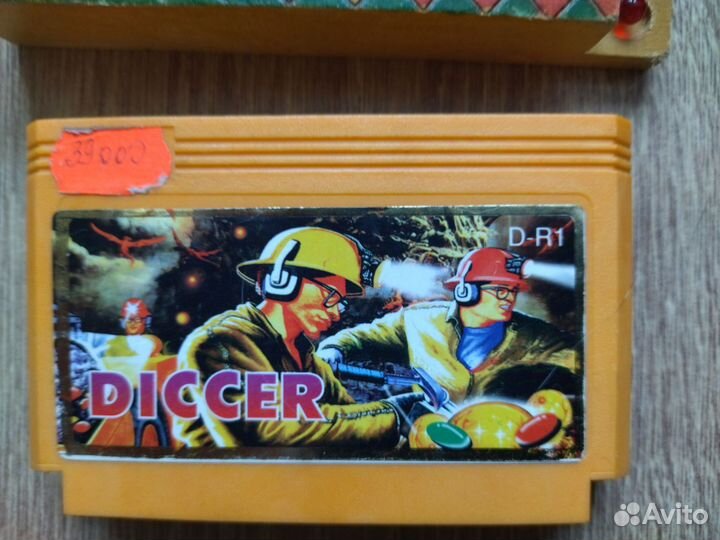 39000
D-R1
DICCER
Avito